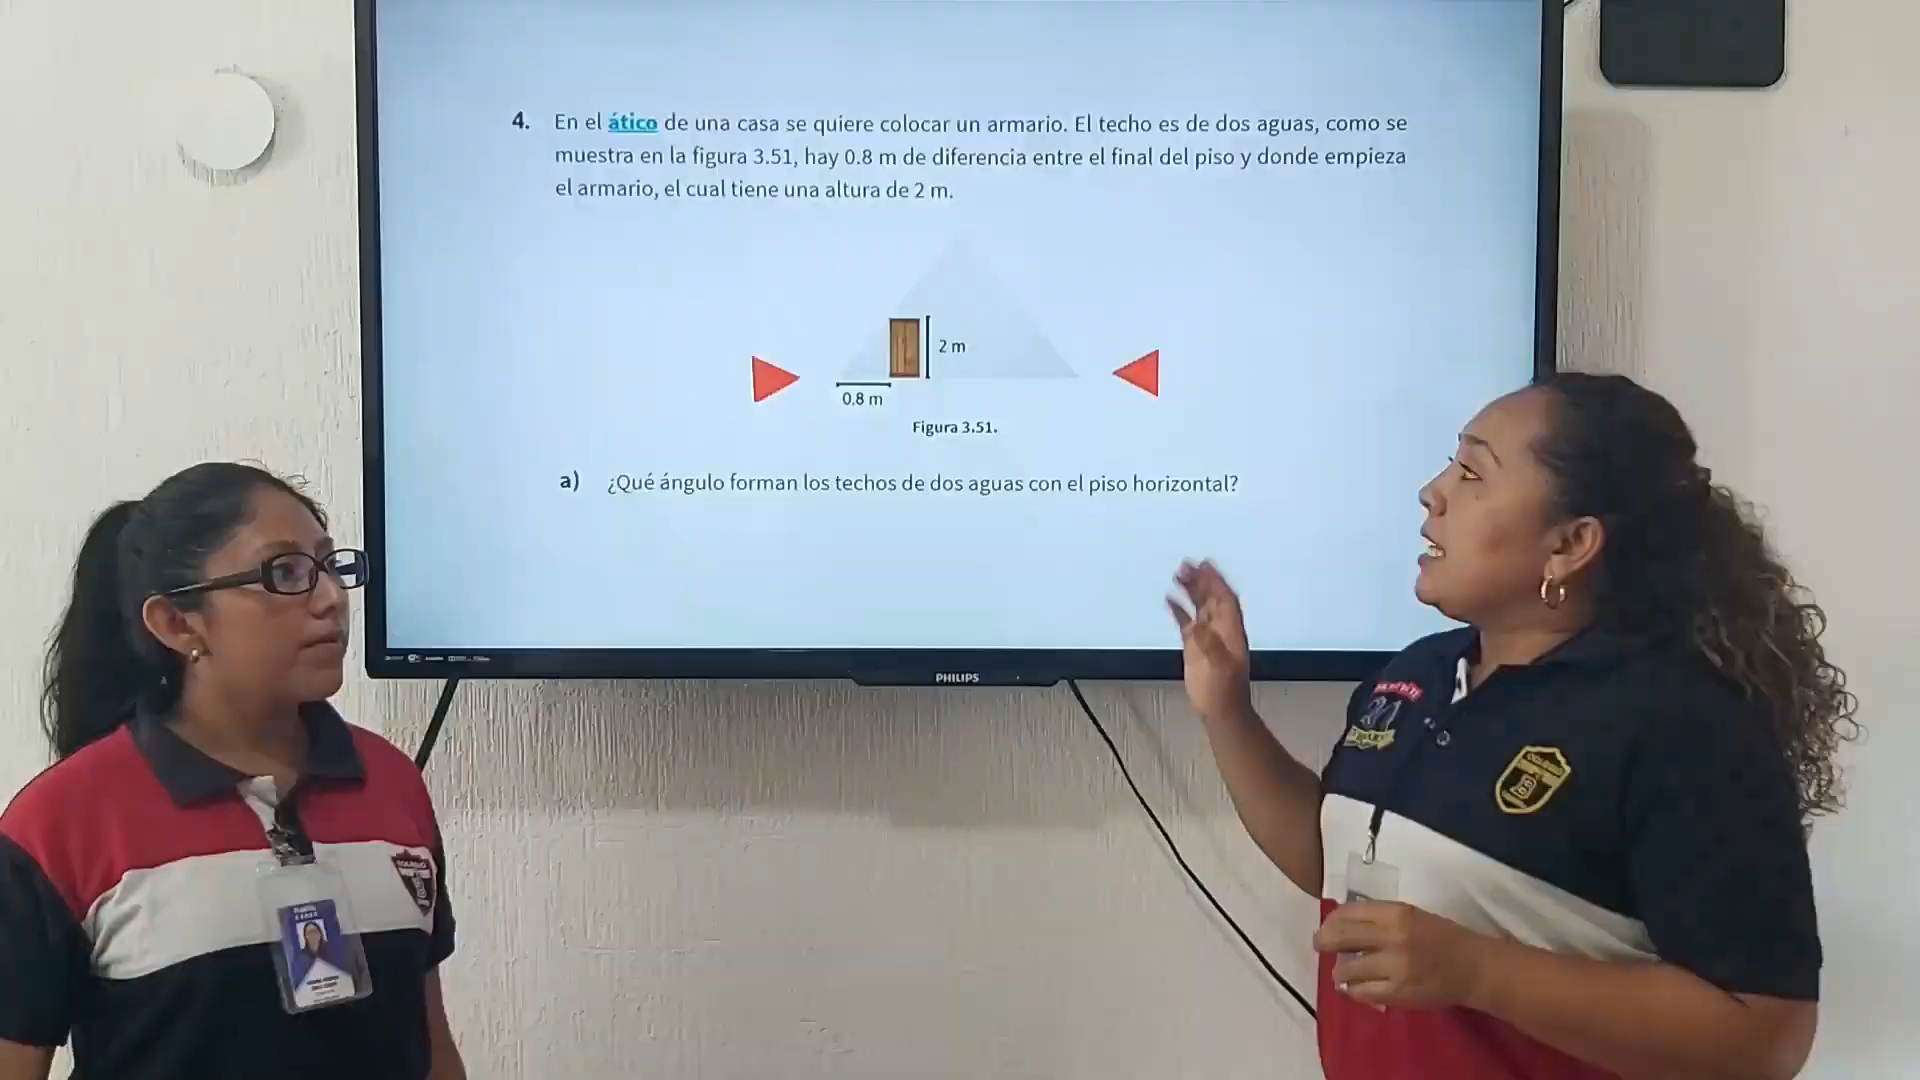 4. En el ático de una casa se quiere colocar un armario. El techo es de dos aguas, como se
muestra en la figura 3.51, hay 0.8 m de diferencia entre el final del piso y donde empieza
el armario, el cual tiene una altura de 2 m.
2 m
0.8 m
Figura 3.51.
a) ¿Qué ángulo forman los techos de dos aguas con el piso horizontal?
PHILIPS